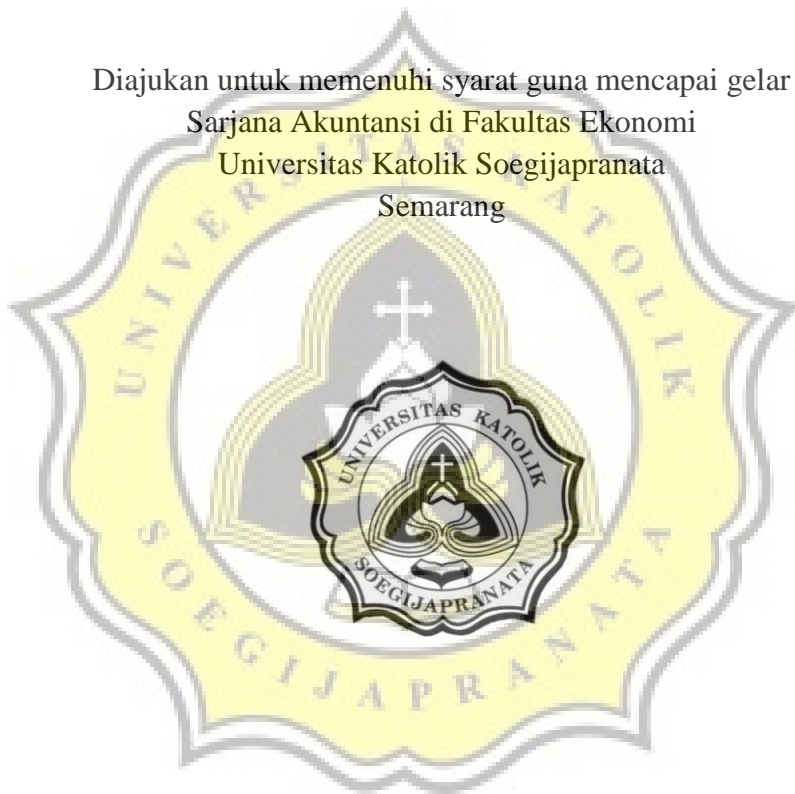 Diajukan untuk memenuhi syarat guna mencapai gelar
Sarjana Akuntansi di Fakultas Ekonomi
Universitas Katolik Soegijapranata
Semarang
UNIVERSITAS KATOLIK
SOEGIJAPRANATA
UNIVERSITAS KATOLIK
SOEGIJAPRANATA